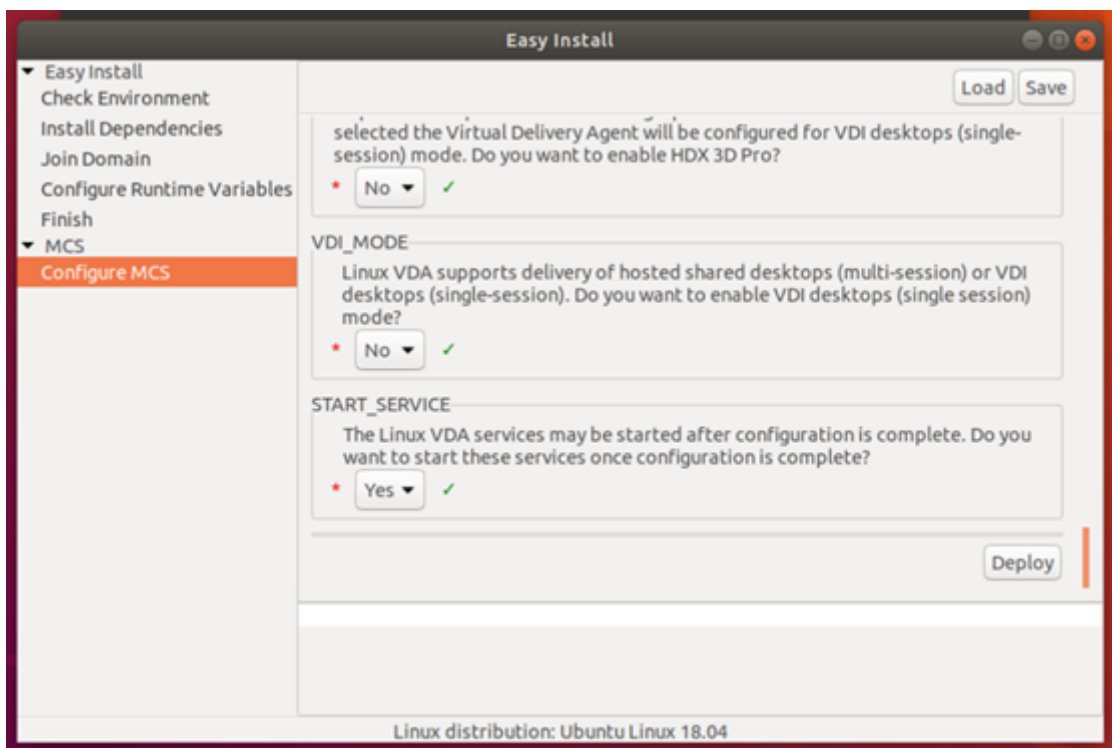 Easy Install
Easy Install
Check Environment
Install Dependencies
Join Domain
Configure Runtime Variables
Finish
MCS
Configure MCS
Load Save
selected the Virtual Delivery Agent will be configured for VDI desktops (single-
session) mode. Do you want to enable HDX 3D Pro?
* No ✓
VDI_MODE
Linux VDA supports delivery of hosted shared desktops (multi-session) or VDI
desktops (single-session). Do you want to enable VDI desktops (single session)
mode?
* No ✓
START_SERVICE
The Linux VDA services may be started after configuration is complete. Do you
want to start these services once configuration is complete?
* Yes ✓
Deploy
Linux distribution: Ubuntu Linux 18.04